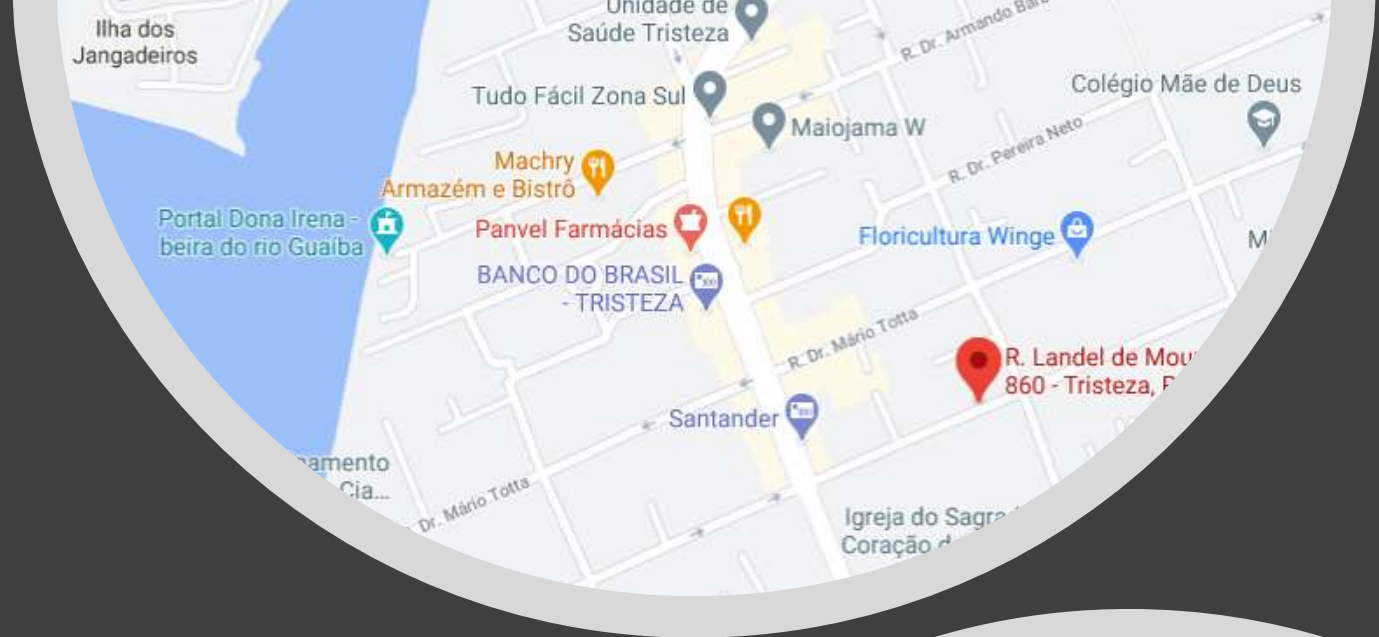 Unidade de
Saúde Tristeza
Ilha dos
Jangadeiros
R. Dr. Armando
Tudo Fácil Zona Sul
Colégio Mãe de Deus
Maiojama W
R. Dr. Pereira Neto
Machry
Armazém e Bistrô
Portal Dona Irena -
beira do rio Guaíba
Panvel Farmácias
Floricultura Winge
BANCO DO BRASIL
- TRISTEZA
R. Dr. Mário Totta
R. Landel de
860 - Tristeza,
Santander
Cia...
Dr. Mário Totta
Igreja do
Coração